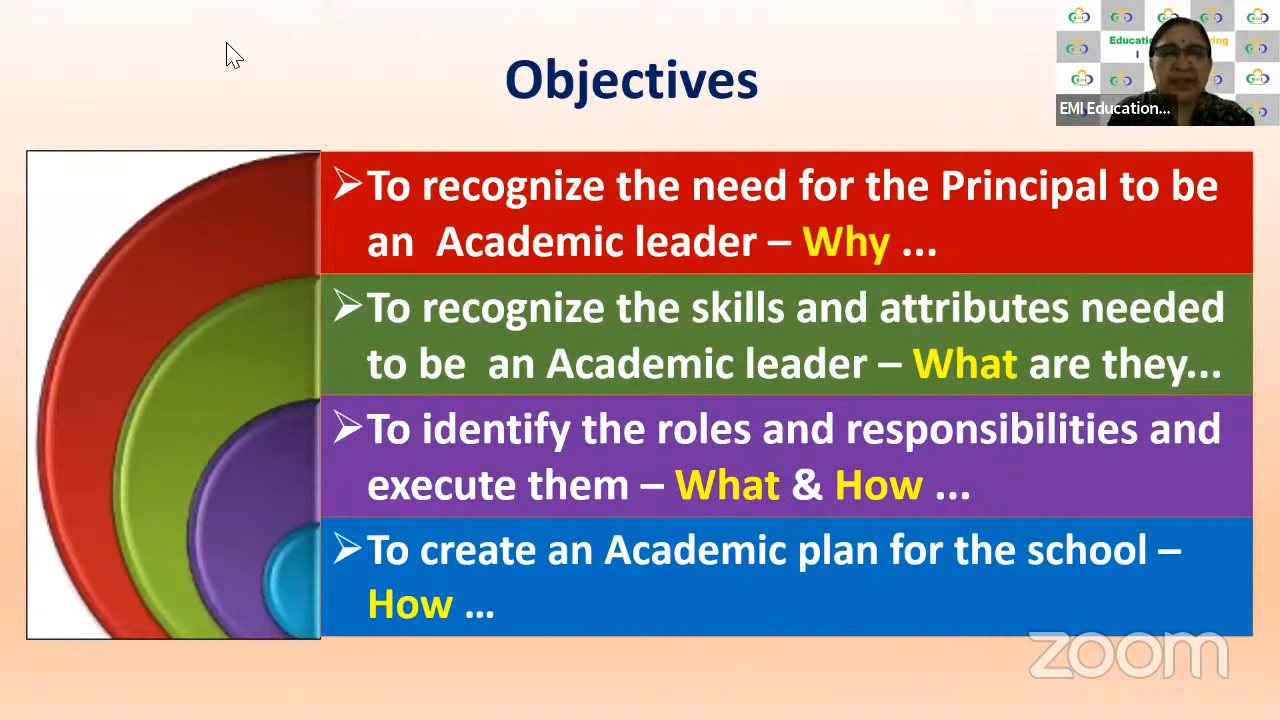 Objectives
➢To recognize the need for the Principal to be
an Academic leader – Why ...
➢To recognize the skills and attributes needed
to be an Academic leader – What are they...
➢To identify the roles and responsibilities and
execute them – What & How ...
➢To create an Academic plan for the school –
How ...
EMI Education...
zoom